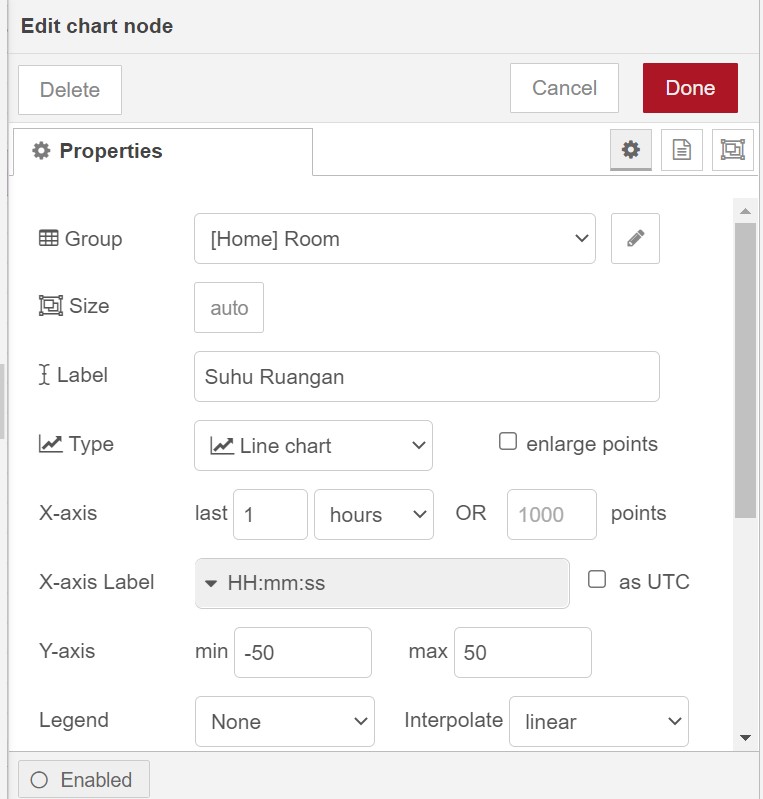 Edit chart node
Delete Cancel Done
Properties
Group [Home] Room
Size auto
Label Suhu Ruangan
Type Line chart enlarge points
X-axis last 1 hours OR 1000 points
X-axis Label HH:mm:ss as UTC
Y-axis min -50 max 50
Legend None Interpolate linear
Enabled